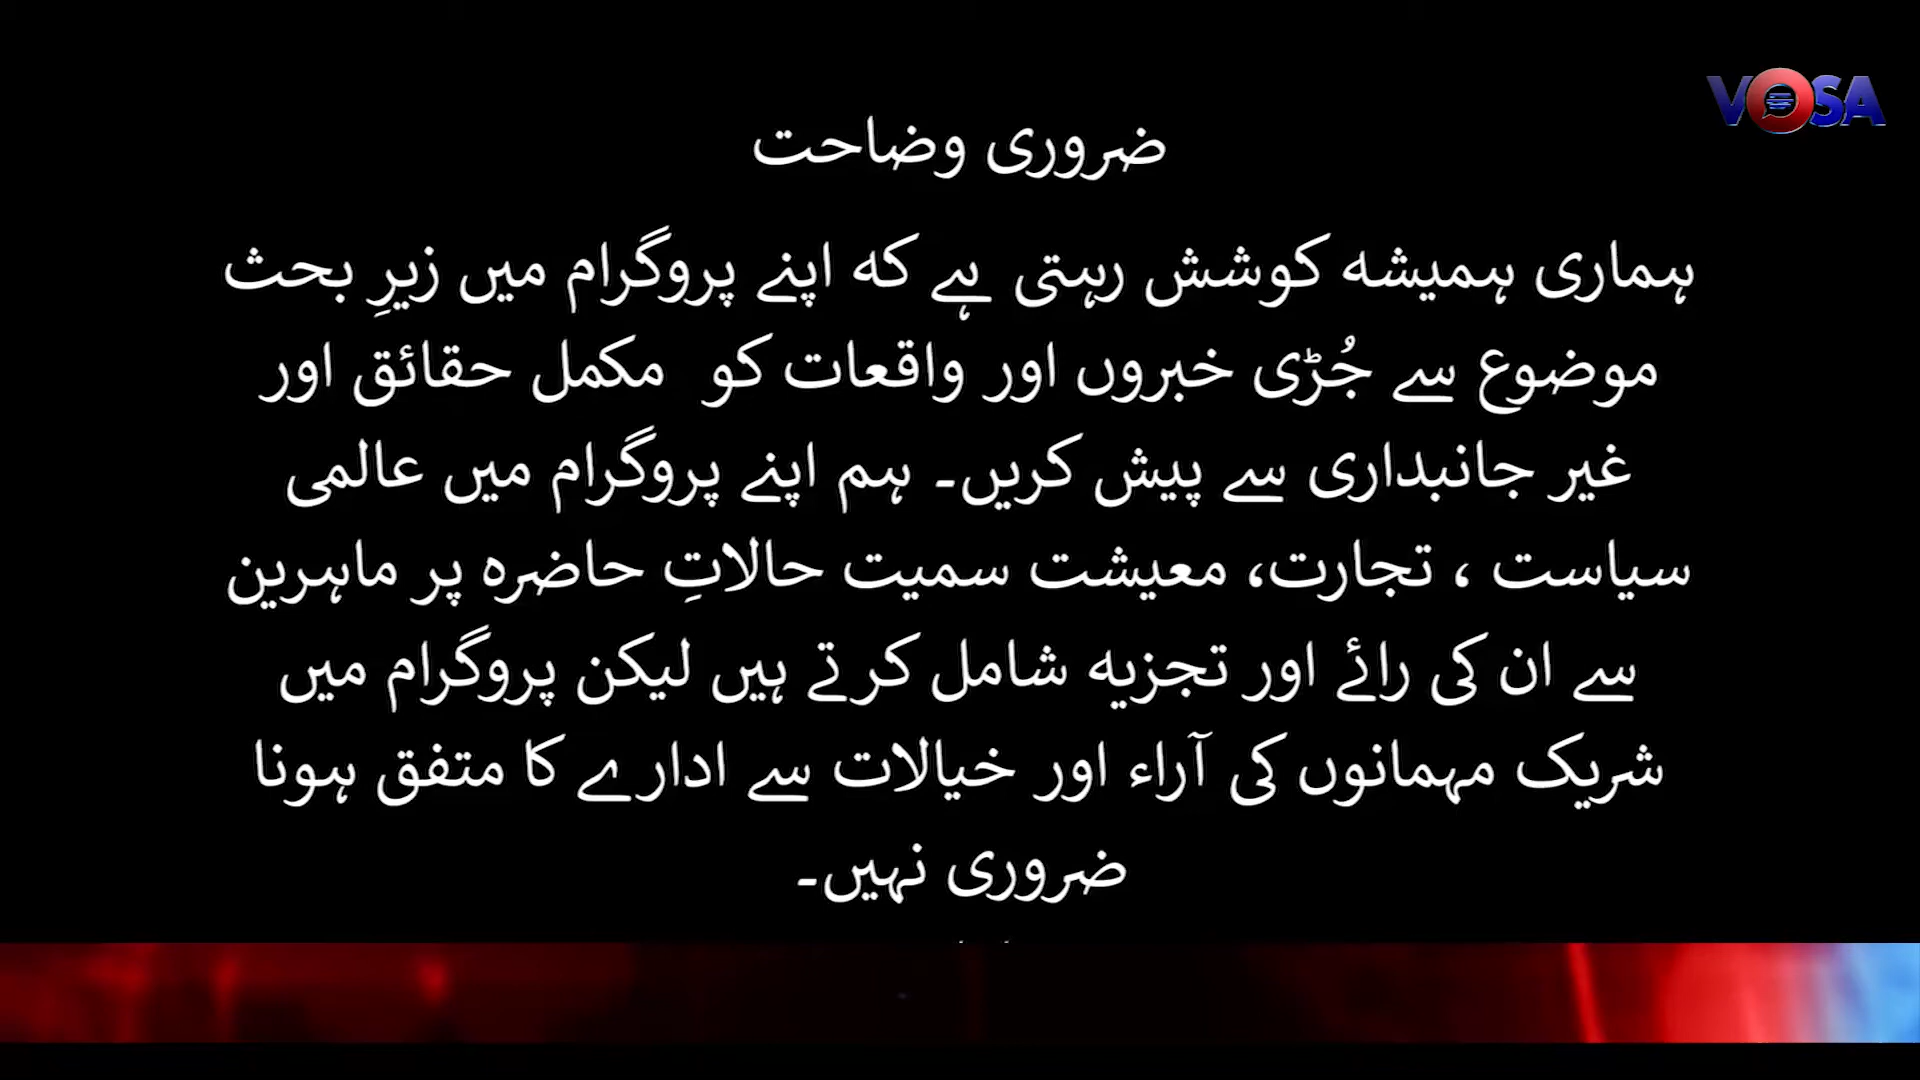 VOSA
ضروری وضاحت
ہماری ہمیشہ کوشش رہتی ہے کہ اپنے پروگرام میں زیرِ بحث
موضوع سے جُڑی خبروں اور واقعات کو مکمل حقائق اور
غیر جانبداری سے پیش کریں۔ ہم اپنے پروگرام میں عالمی
سیاست ، تجارت، معیشت سمیت حالاتِ حاضرہ پر ماہرین
سے ان کی رائے اور تجزیہ شامل کرتے ہیں لیکن پروگرام میں
شریک مہمانوں کی آراء اور خیالات سے ادارے کا متفق ہونا
ضروری نہیں۔